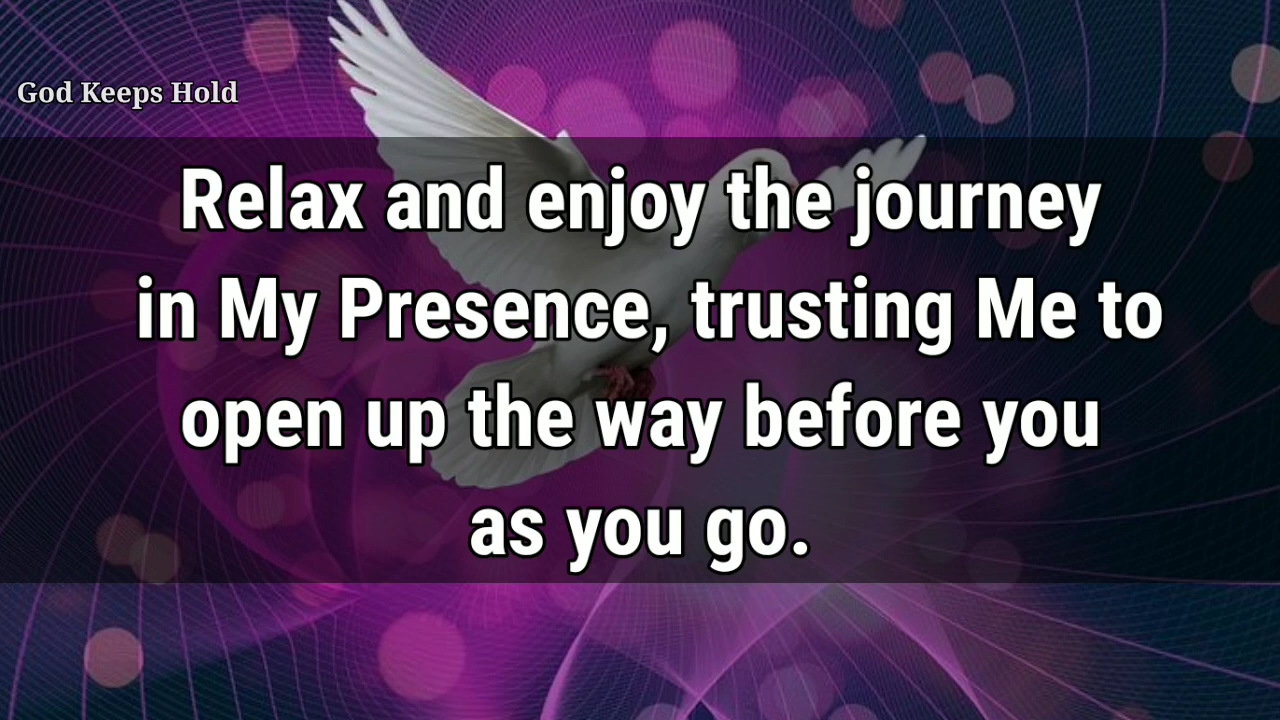 God Keeps Hold
Relax and enjoy the journey
in My Presence, trusting Me to
open up the way before you
as you go.